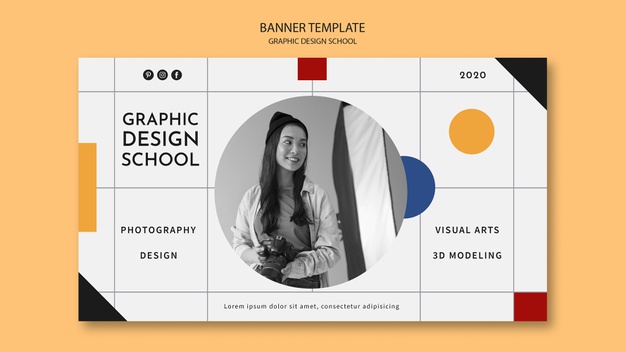 BANNER TEMPLATE
GRAPHIC DESIGN SCHOOL
2020
GRAPHIC
DESIGN
SCHOOL
PHOTOGRAPHY
DESIGN
VISUAL ARTS
3D MODELING
Lorem ipsum dolor sit amet, consectetur adipisicing